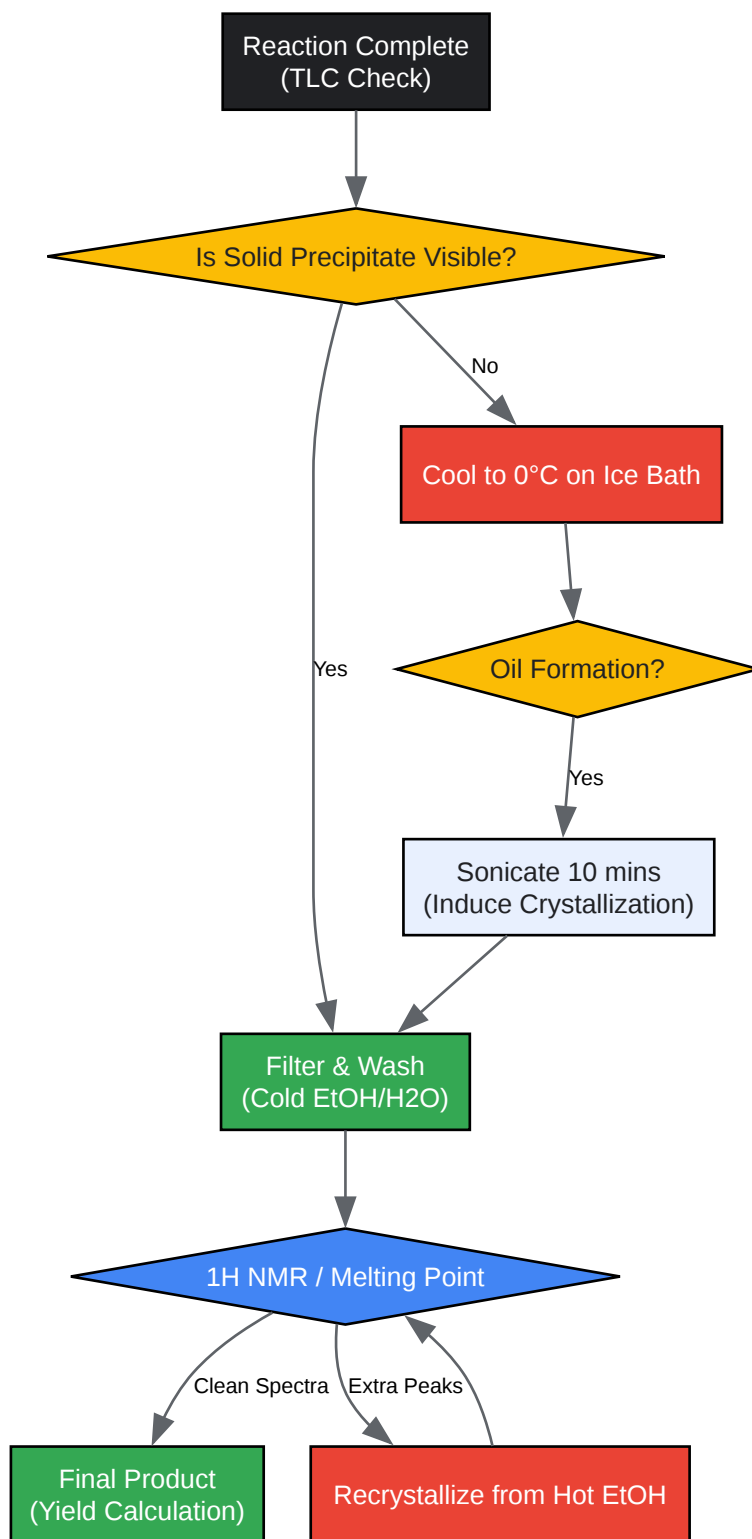 Reaction Complete
(TLC Check)
Is Solid Precipitate Visible?
No
Cool to 0°C on Ice Bath
Yes
Oil Formation?
Yes
Sonicate 10 mins
(Induce Crystallization)
Filter & Wash
(Cold EtOH/H2O)
1H NMR / Melting Point
Clean Spectra
Extra Peaks
Final Product
(Yield Calculation)
Recrystallize from Hot EtOH